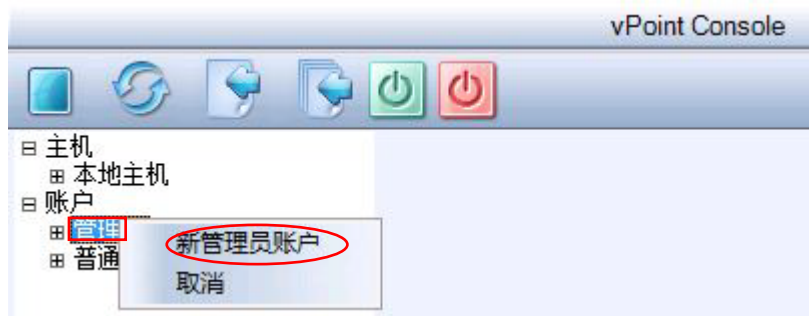 vPoint Console
主机
本地主机
账户
管理
新管理员账户
普通
取消